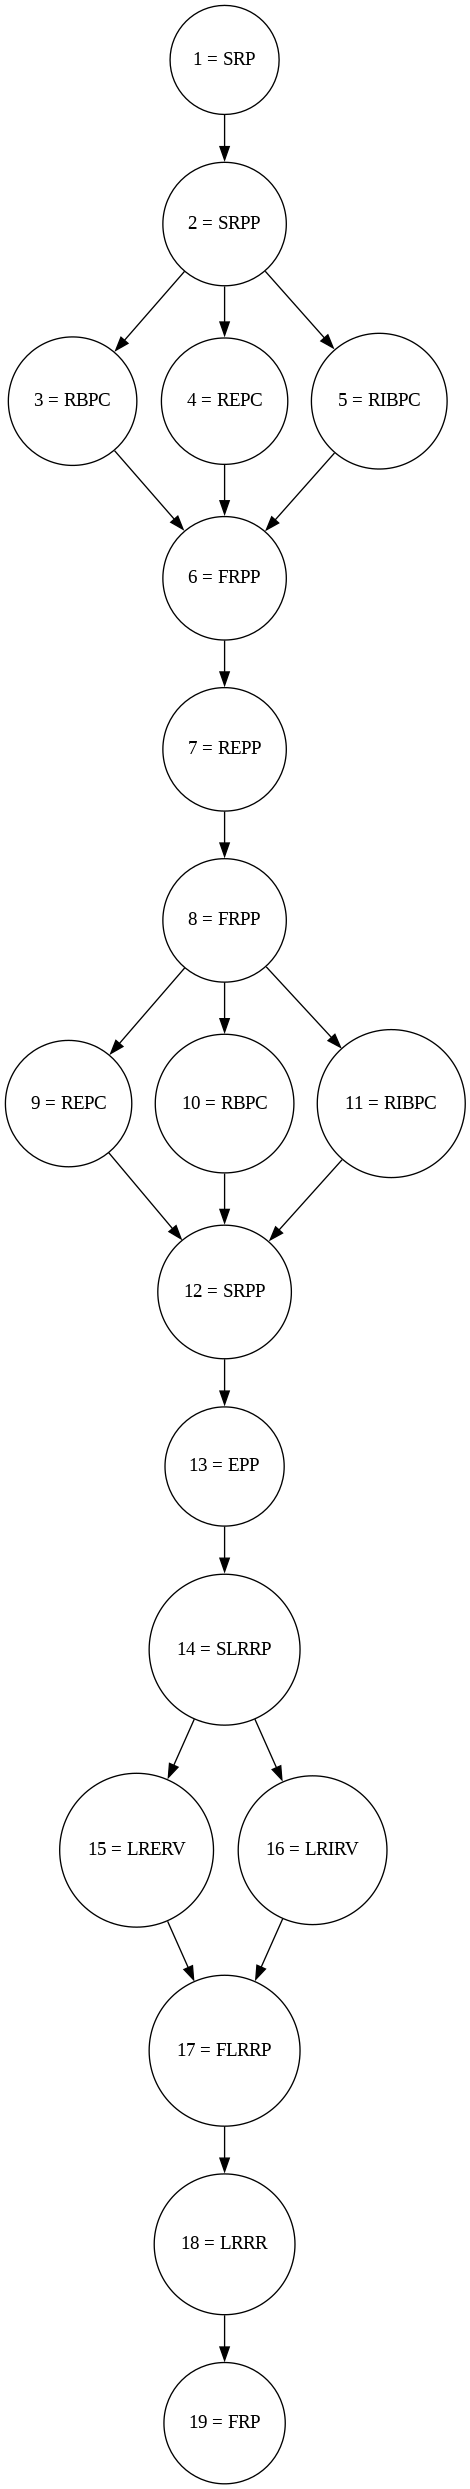 1 = SRP
2 = SRPP
3 = RBPC
4 = REPC
5 = RIBPC
6 = FRPP
7 = REPP
8 = FRPP
9 = REPC
10 = RBPC
11 = RIBPC
12 = SRPP
13 = EPP
14 = SLRRP
15 = LRERV
16 = LRIRV
17 = FLRRP
18 = LRRR
19 = FRP